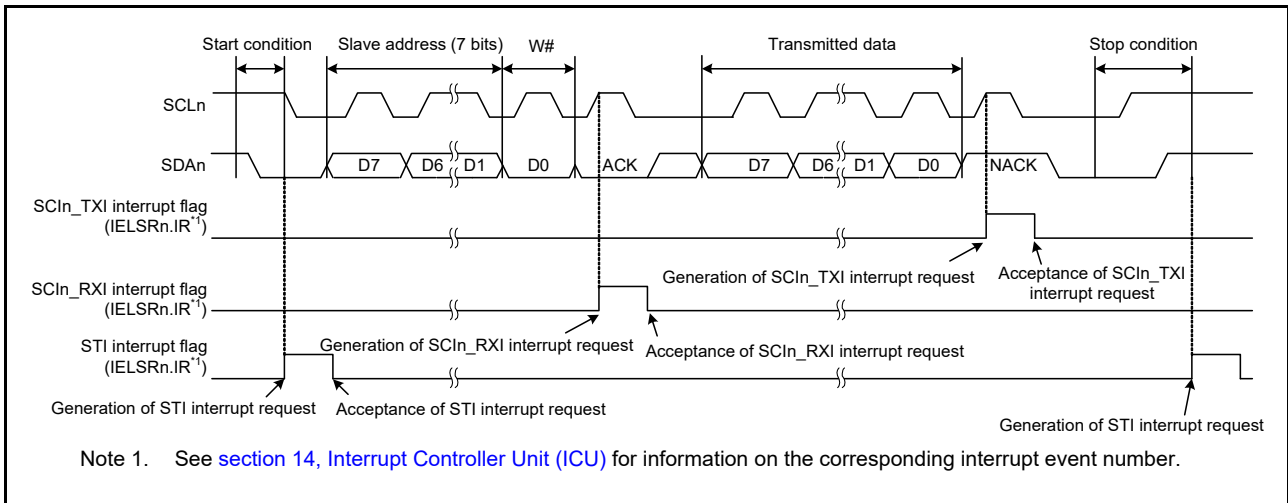 Start condition
Slave address (7 bits)
W#
Transmitted data
Stop condition
SCLn
SDAn
D7
D6
D1
D0
ACK
D7
D6
D1
D0
NACK
SCIn_TXI interrupt flag
(IELSRn.IR*1)
Generation of SCIn_TXI interrupt request
Acceptance of SCIn_TXI
interrupt request
SCIn_RXI interrupt flag
(IELSRn.IR*1)
Generation of SCIn_RXI interrupt request
Acceptance of SCIn_RXI interrupt request
STI interrupt flag
(IELSRn.IR*1)
Generation of STI interrupt request
Acceptance of STI interrupt request
Generation of STI interrupt request
Note 1. See section 14, Interrupt Controller Unit (ICU) for information on the corresponding interrupt event number.